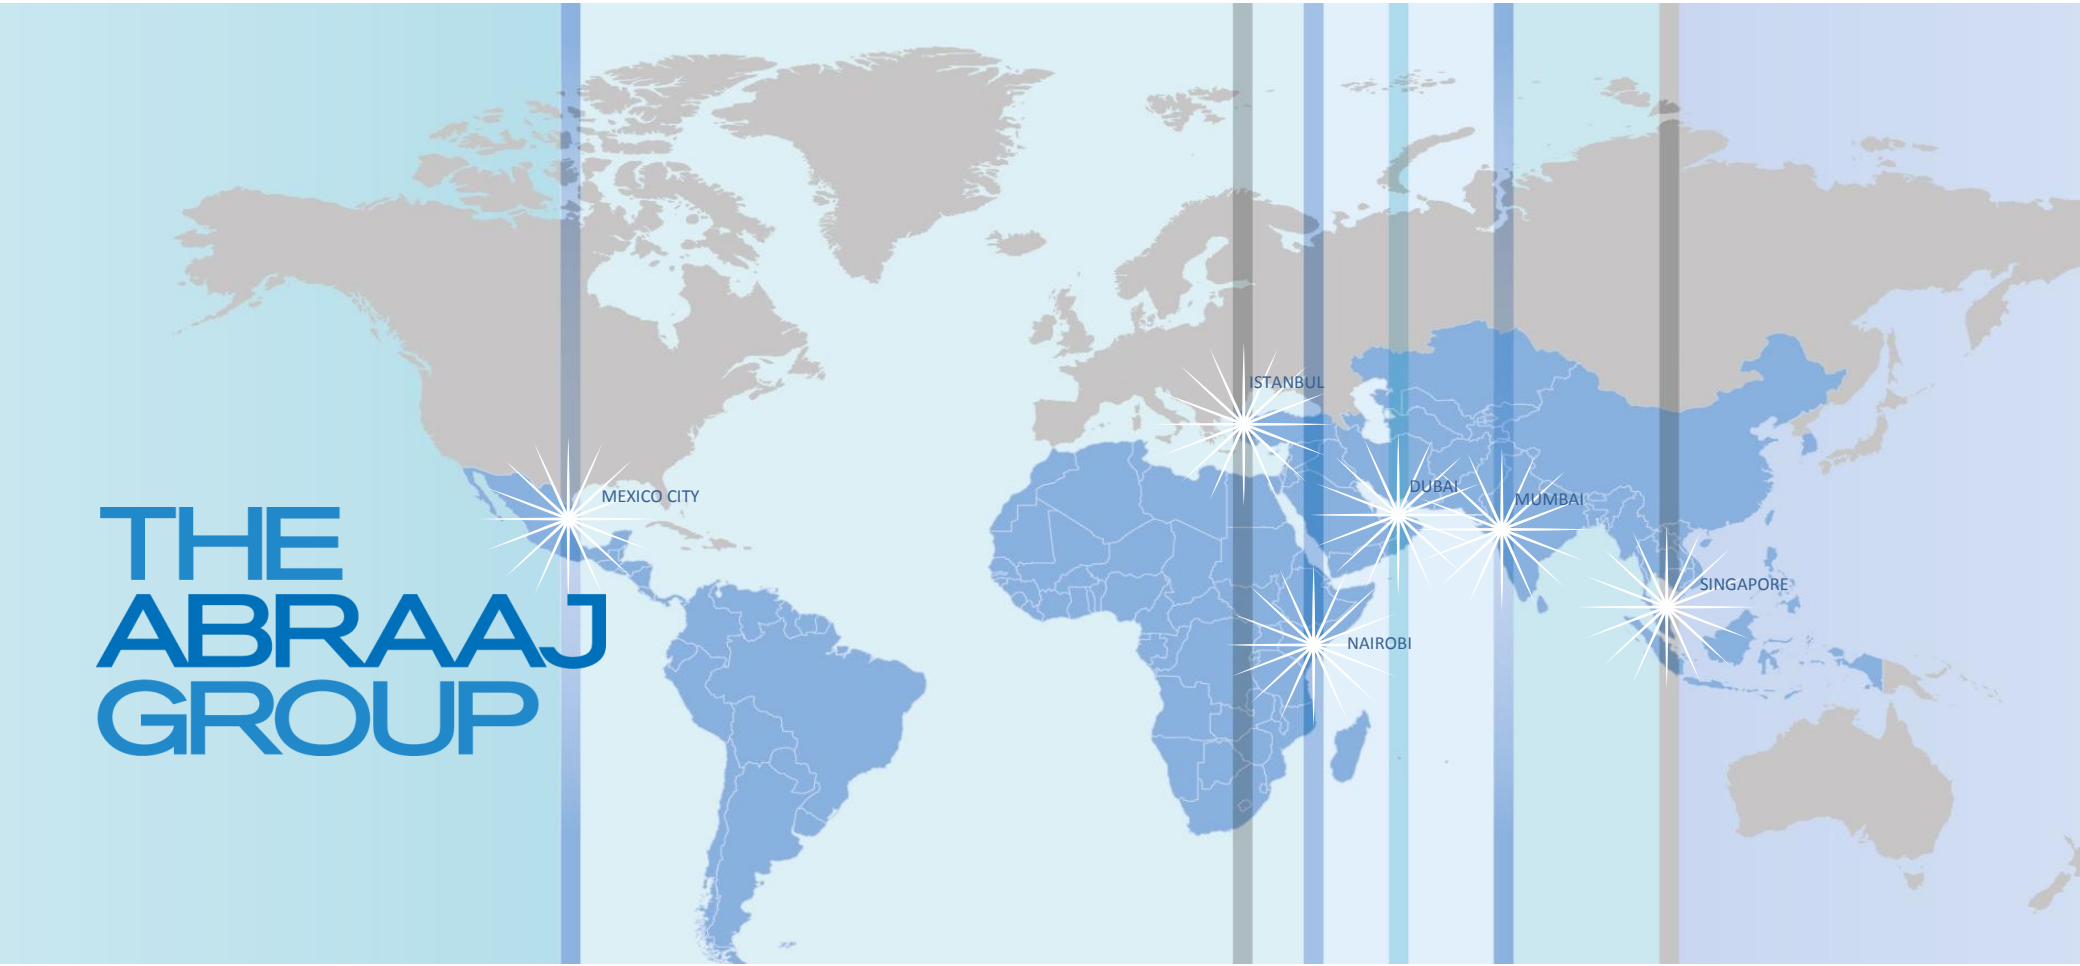 ISTANBUL
MEXICO CITY
DUBAI
MUMBAI
THE
ABRAAJ
GROUP
SINGAPORE
NAIROBI